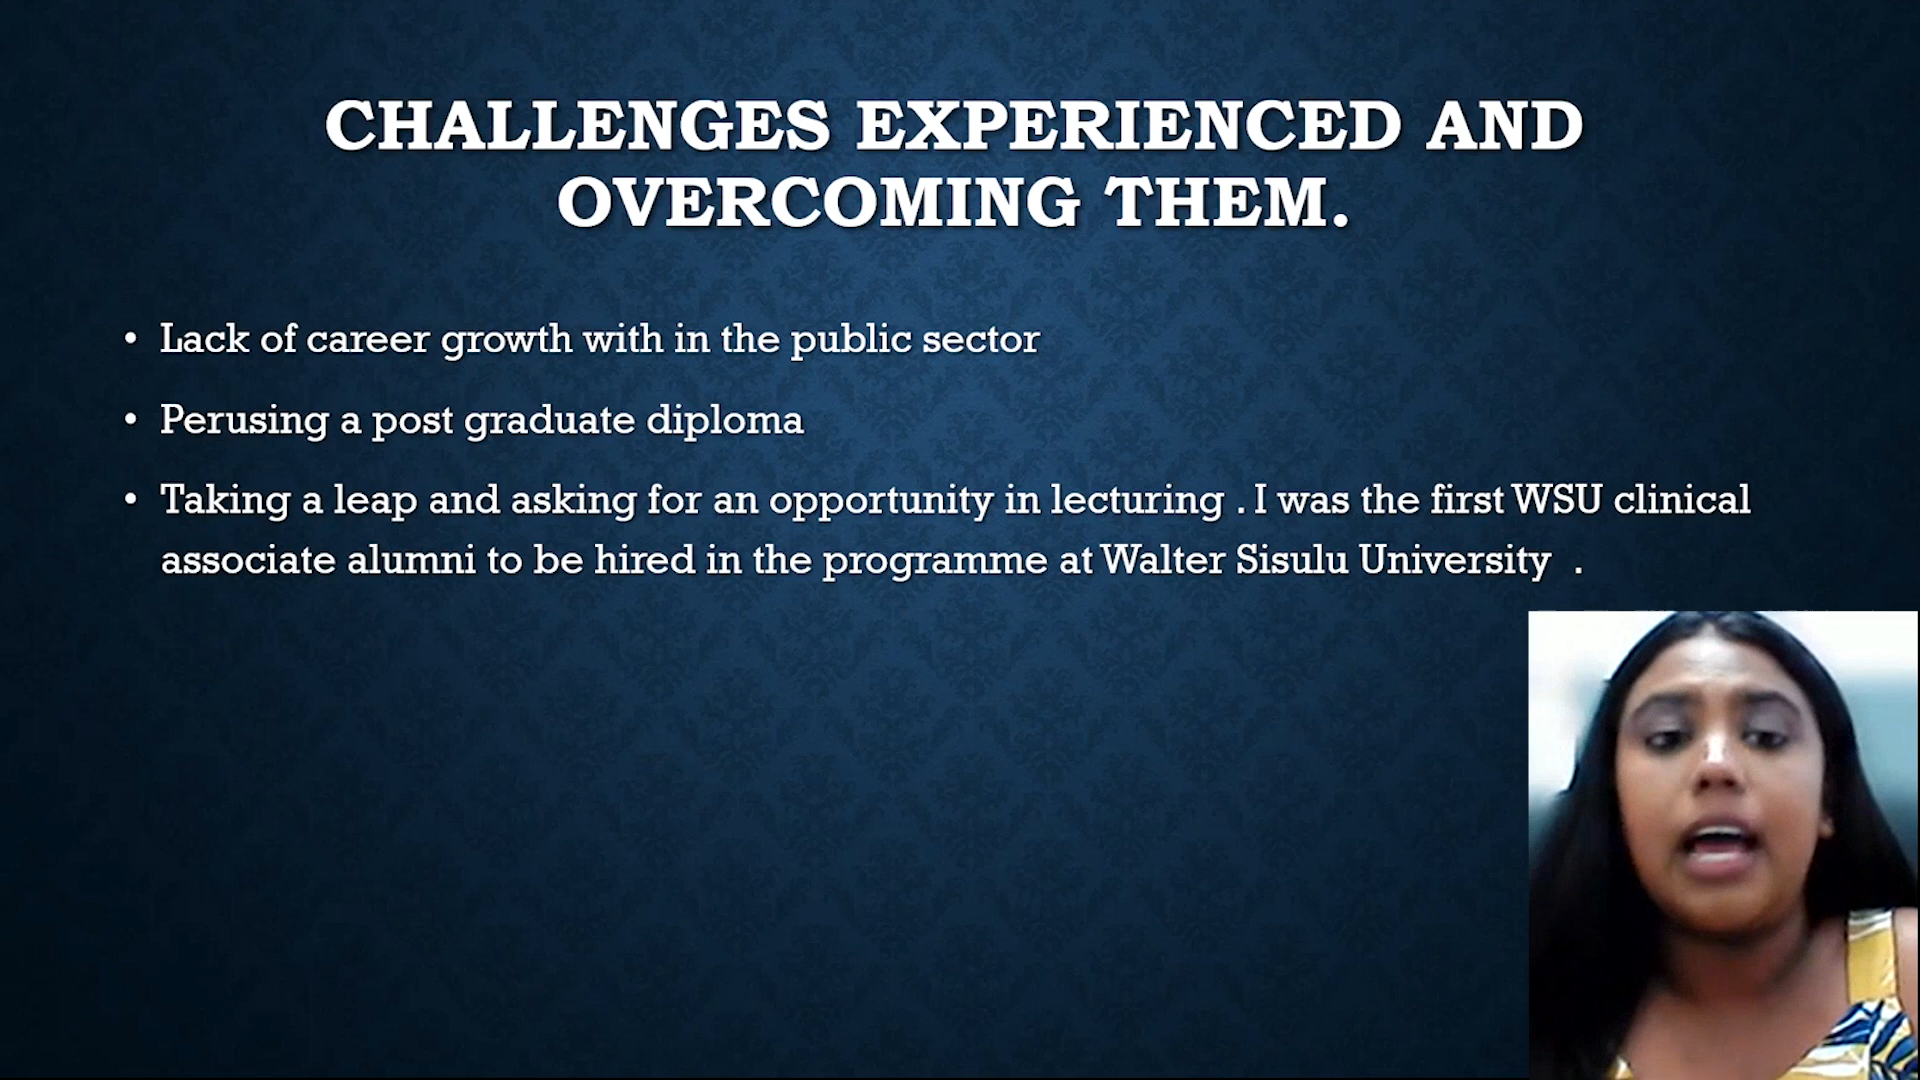 CHALLENGES EXPERIENCED AND
OVERCOMING THEM.
• Lack of career growth with in the public sector
• Perusing a post graduate diploma
• Taking a leap and asking for an opportunity in lecturing . I was the first WSU clinical
associate alumni to be hired in the programme at Walter Sisulu University .